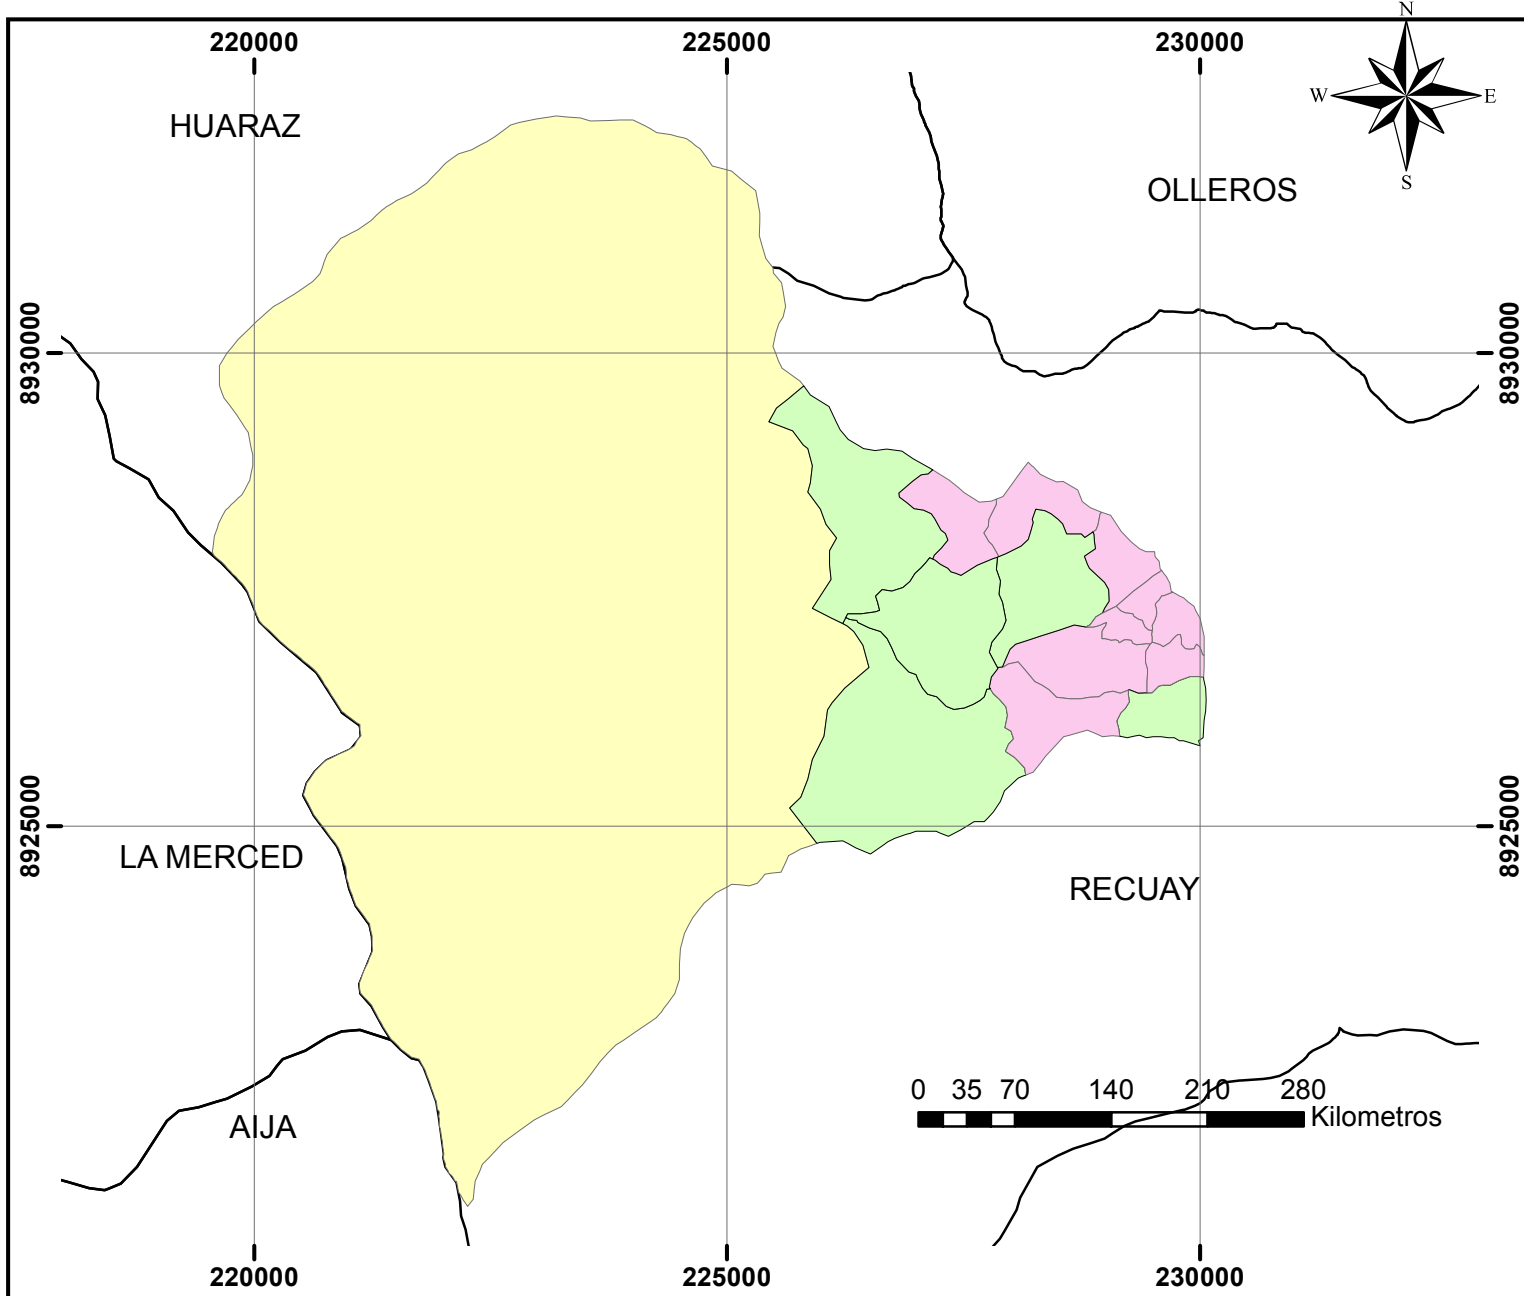 N
220000 225000 230000
HUARAZ
W E
OLLEROS
S
8930000 8930000
8925000 8925000
LA MERCED
RECUAY
0 35 70 140 210 280
Kilometros
AIJA
220000 225000 230000